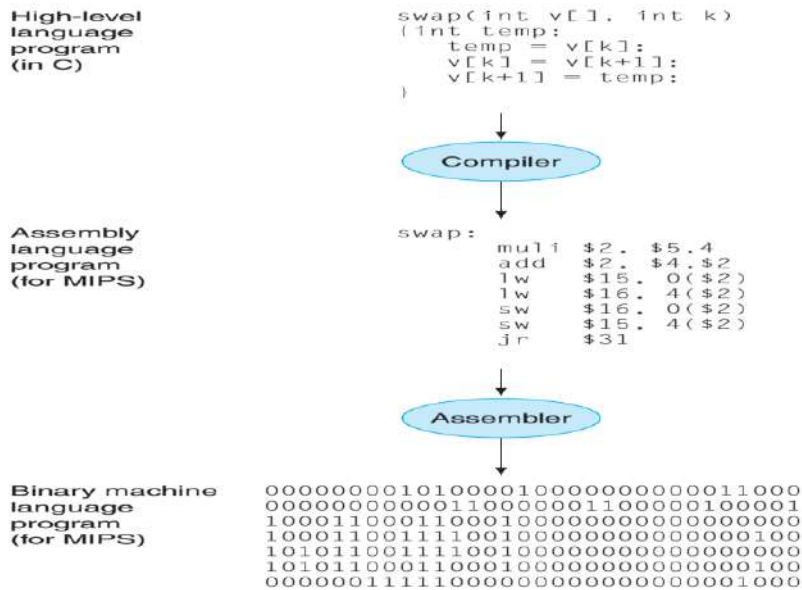 High-level
language
program
(in C)
swap(int v[]. int k)
{int temp:
temp = v[k]:
v[k] = v[k+1]:
v[k+1] = temp:
}
Compiler
Assembly
language
program
(for MIPS)
swap:
muli $2. $5.4
add $2. $4.$2
lw $15. 0($2)
lw $16. 4($2)
sw $16. 0($2)
sw $15. 4($2)
jr $31
Assembler
Binary machine
language
program
(for MIPS)
00000000101000010000000000011000
00000000000110000001100000100001
10001100011000100000000000000000
10001100111100100000000000000100
10101100111100100000000000000000
10101100011000100000000000000100
00000011111000000000000000001000